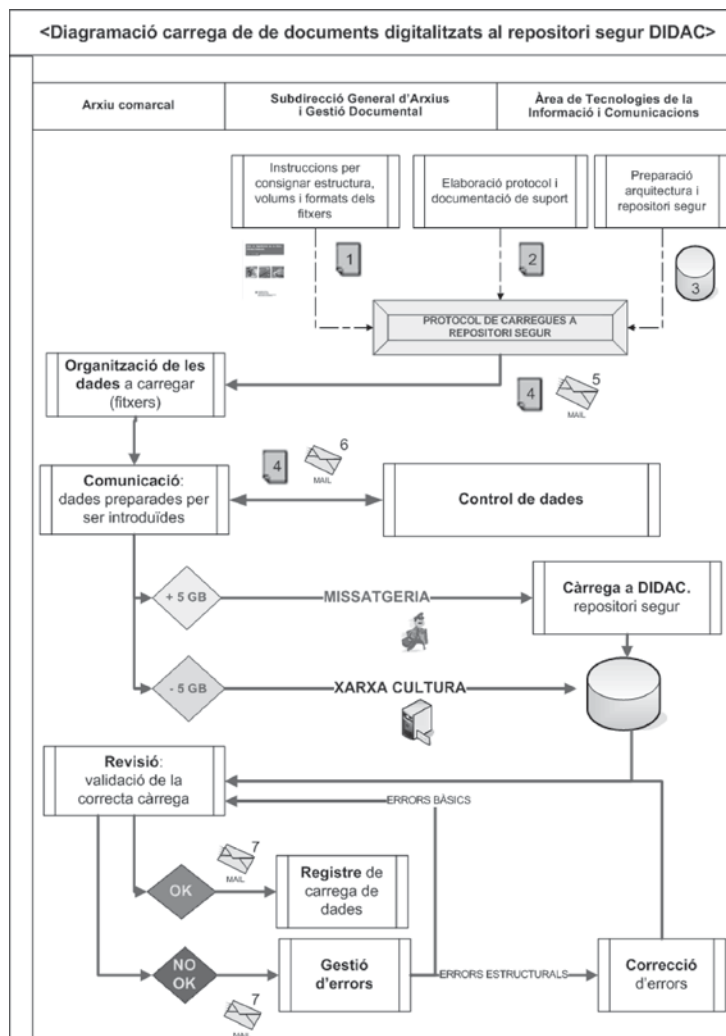 <Diagramació carrega de de documents digitalitzats al repositori segur DIDAC>
Arxiu comarcal
Subdirecció General d'Arxius
i Gestió Documental
Àrea de Tecnologies de la
Informació i Comunicacions
Instruccions per
consignar estructura,
volums i formats dels
fitxers
Elaboració protocol i
documentació de suport
Preparació
arquitectura i
repositori segur
1
2
3
PROTOCOL DE CARREGUES A
REPOSITORI SEGUR
Organització de les
dades a carregar
(fitxers)
4
5
MAIL
Comunicació:
dades preparades per
ser introduïdes
4
6
MAIL
Control de dades
+ 5 GB
MISSATGERIA
Càrrega a DIDAC.
repositori segur
- 5 GB
XARXA CULTURA
Revisió:
validació de la
correcta càrrega
ERRORS BÀSICS
OK
7
MAIL
Registre de
carrega de
dades
NO
OK
7
MAIL
Gestió
d'errors
ERRORS ESTRUCTURALS
Correcció
d'errors